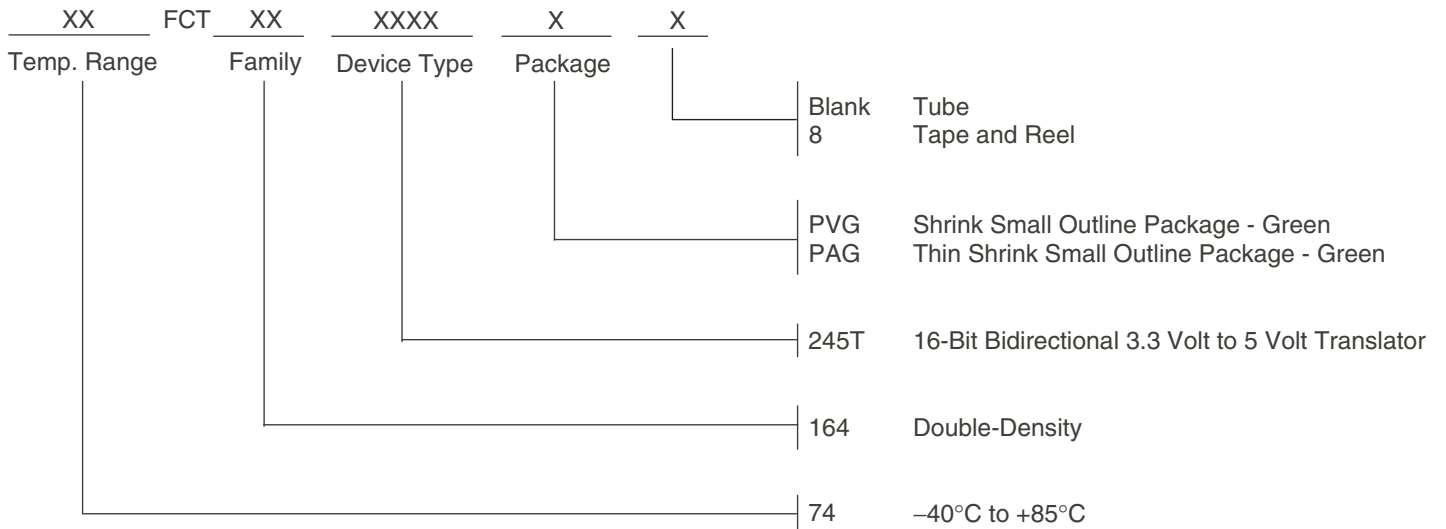 XX FCT XX XXXX X X
Temp. Range Family Device Type Package
Blank Tube
8 Tape and Reel
PVG Shrink Small Outline Package - Green
PAG Thin Shrink Small Outline Package - Green
245T 16-Bit Bidirectional 3.3 Volt to 5 Volt Translator
164 Double-Density
74 –40°C to +85°C